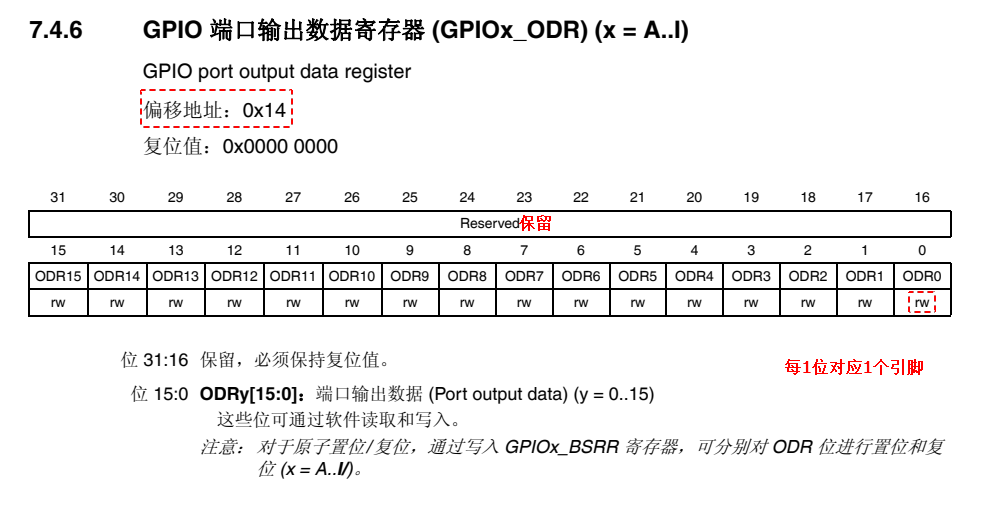 7.4.6 GPIO 端口输出数据寄存器 (GPIOx_ODR) (x = A..I)
GPIO port output data register
偏移地址：0x14
复位值：0x0000 0000
31 30 29 28 27 26 25 24 23 22 21 20 19 18 17 16
Reserved保留
15 14 13 12 11 10 9 8 7 6 5 4 3 2 1 0
ODR15 ODR14 ODR13 ODR12 ODR11 ODR10 ODR9 ODR8 ODR7 ODR6 ODR5 ODR4 ODR3 ODR2 ODR1 ODR0
rw rw rw rw rw rw rw rw rw rw rw rw rw rw rw rw
位 31:16 保留，必须保持复位值。
每1位对应1个引脚
位 15:0 ODRy[15:0]：端口输出数据 (Port output data) (y = 0..15)
这些位可通过软件读取和写入。
注意： 对于原子置位/复位，通过写入 GPIOx_BSRR 寄存器，可分别对 ODR 位进行置位和复
位 (x = A..I/)。